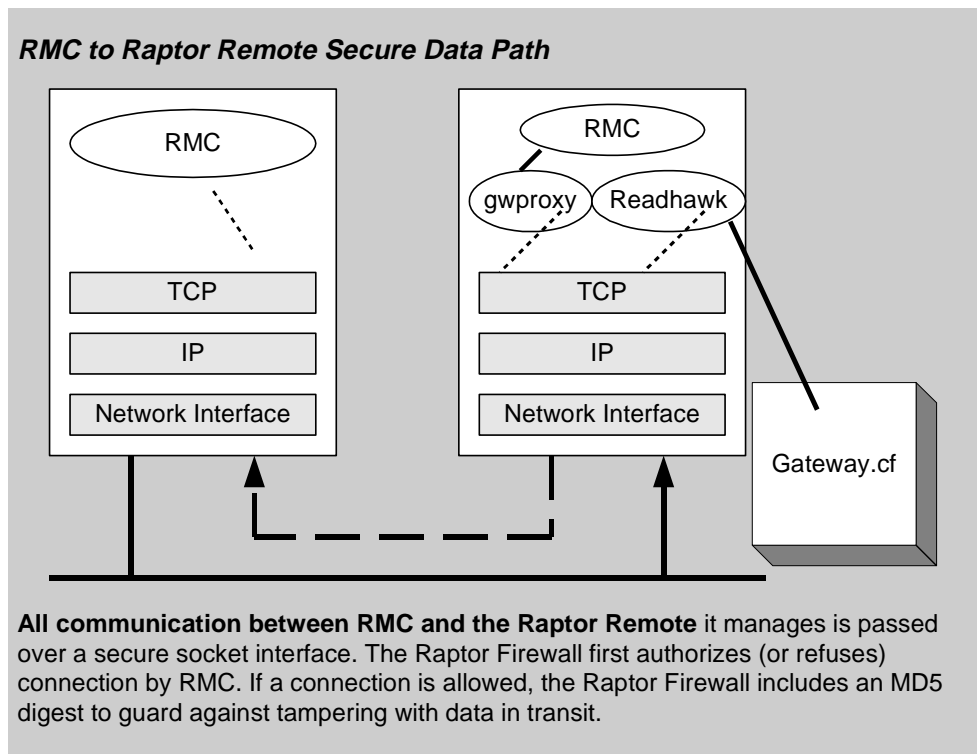 RMC to Raptor Remote Secure Data Path
RMC
TCP
IP
Network Interface
RMC
gwproxy
Readhawk
TCP
IP
Network Interface
Gateway.cf
All communication between RMC and the Raptor Remote it manages is passed
over a secure socket interface. The Raptor Firewall first authorizes (or refuses)
connection by RMC. If a connection is allowed, the Raptor Firewall includes an MD5
digest to guard against tampering with data in transit.